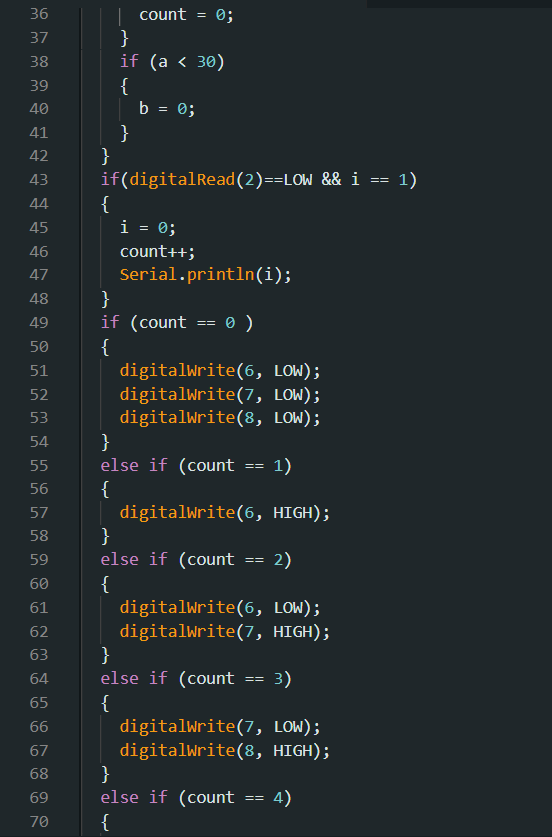 36 count = 0;
37 }
38 if (a < 30)
39 {
40 b = 0;
41 }
42 }
43 if(digitalRead(2)==LOW && i == 1)
44 {
45 i = 0;
46 count++;
47 Serial.println(i);
48 }
49 if (count == 0 )
50 {
51 digitalWrite(6, LOW);
52 digitalWrite(7, LOW);
53 digitalWrite(8, LOW);
54 }
55 else if (count == 1)
56 {
57 digitalWrite(6, HIGH);
58 }
59 else if (count == 2)
60 {
61 digitalWrite(6, LOW);
62 digitalWrite(7, HIGH);
63 }
64 else if (count == 3)
65 {
66 digitalWrite(7, LOW);
67 digitalWrite(8, HIGH);
68 }
69 else if (count == 4)
70 {